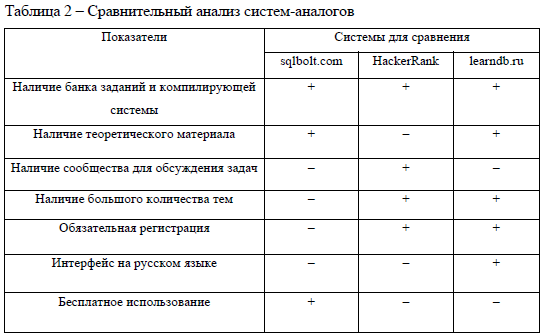 Таблица 2 – Сравнительный анализ систем-аналогов
Показатели Системы для сравнения
sqlbolt.com HackerRank learndb.ru
Наличие банка заданий и компилирующей + + +
системы
Наличие теоретического материала + – +
Наличие сообщества для обсуждения задач – + –
Наличие большого количества тем – + +
Обязательная регистрация – + +
Интерфейс на русском языке – – +
Бесплатное использование + – –